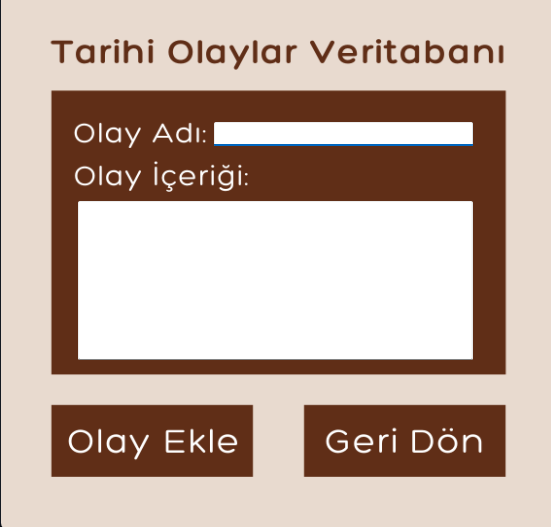 Tarihi Olaylar Veritabanı
Olay Adı:
Olay İçeriği:
Olay Ekle
Geri Dön